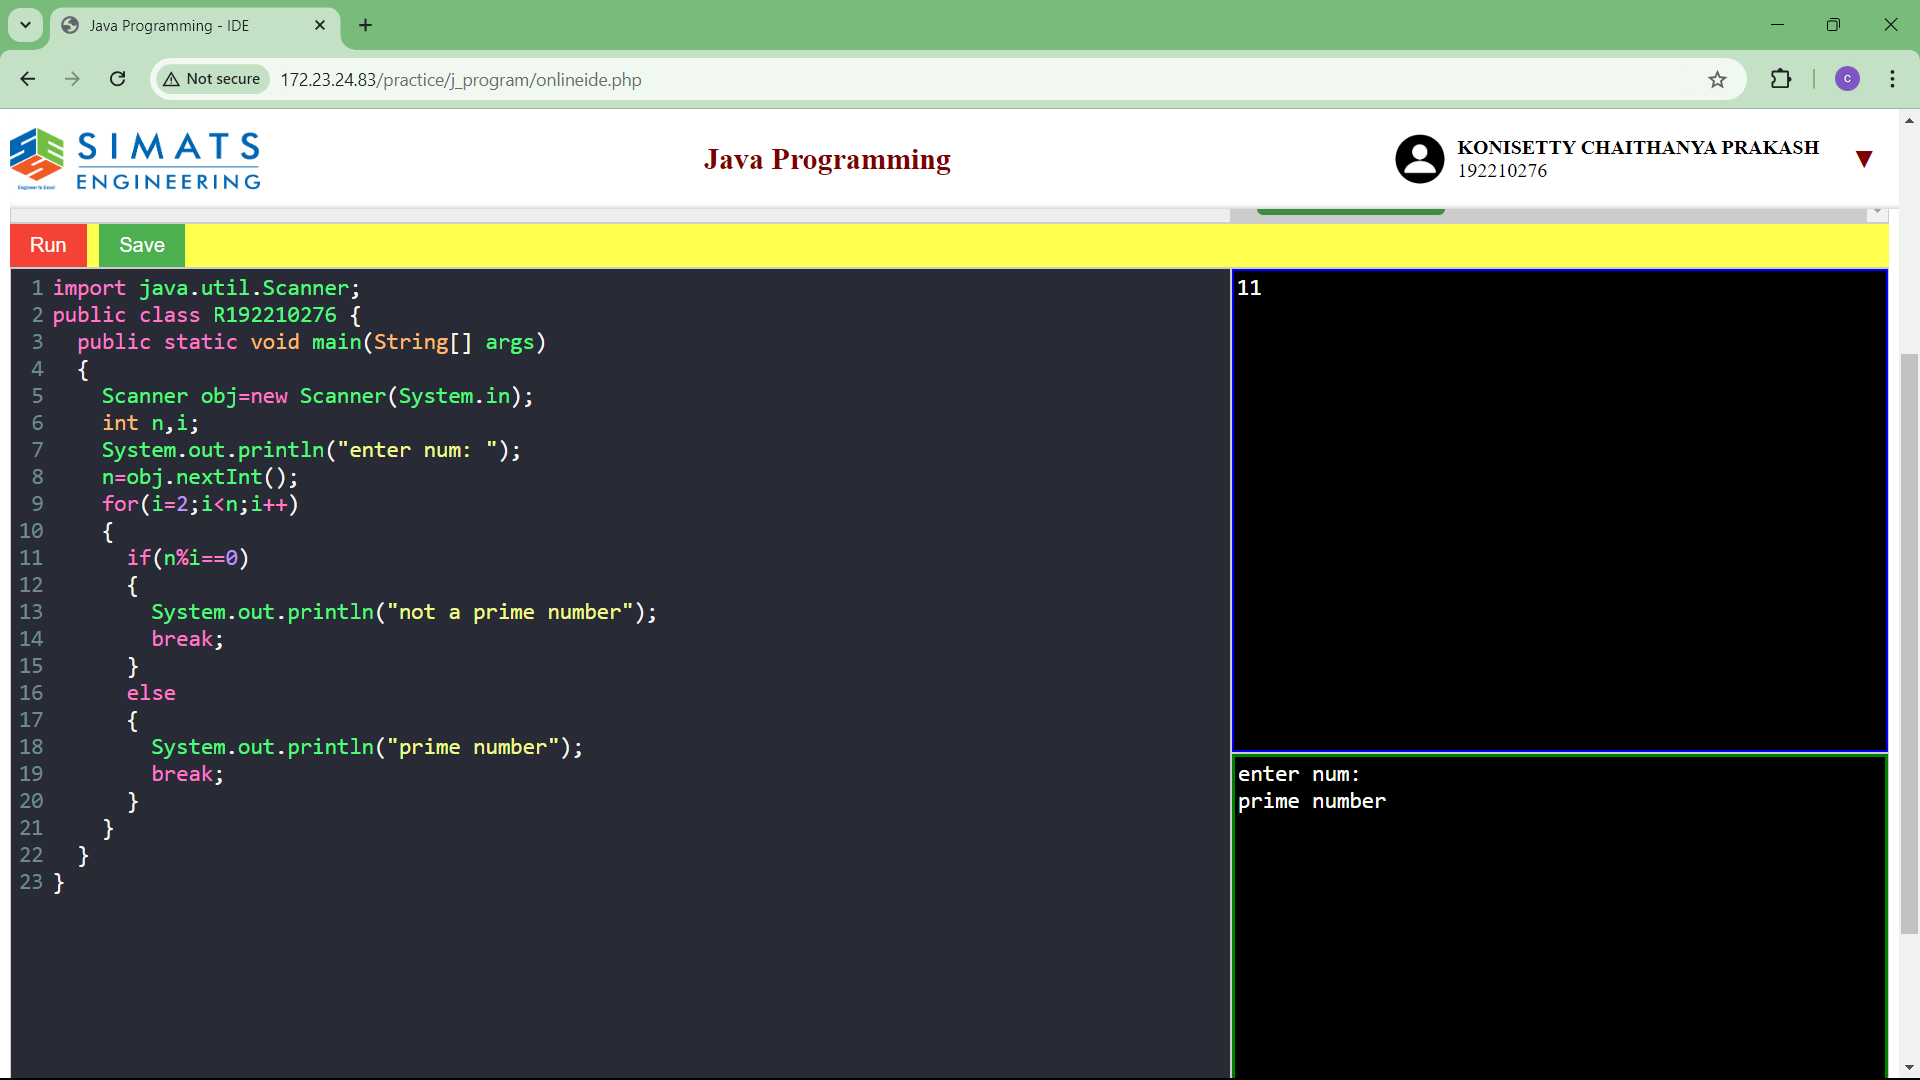 Java Programming - IDE
Not secure
172.23.24.83/practice/j_program/onlineide.php
C
SIMATS
ENGINEERING
Engineer to Excel
Java Programming
KONISETTY CHAITHANYA PRAKASH
192210276
Run
Save
1 import java.util.Scanner;
2 public class R192210276 {
3 public static void main(String[] args)
4 {
5 Scanner obj=new Scanner(System.in);
6 int n,i;
7 System.out.println("enter num: ");
8 n=obj.nextInt();
9 for(i=2;i<n;i++)
10 {
11 if(n%i==0)
12 {
13 System.out.println("not a prime number");
14 break;
15 }
16 else
17 {
18 System.out.println("prime number");
19 break;
20 }
21 }
22 }
23 }
11
enter num:
prime number